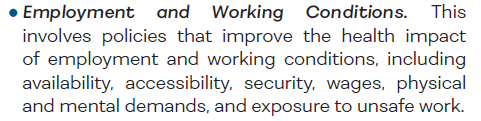 • Employment and Working Conditions. This
involves policies that improve the health impact
of employment and working conditions, including
availability, accessibility, security, wages, physical
and mental demands, and exposure to unsafe work.